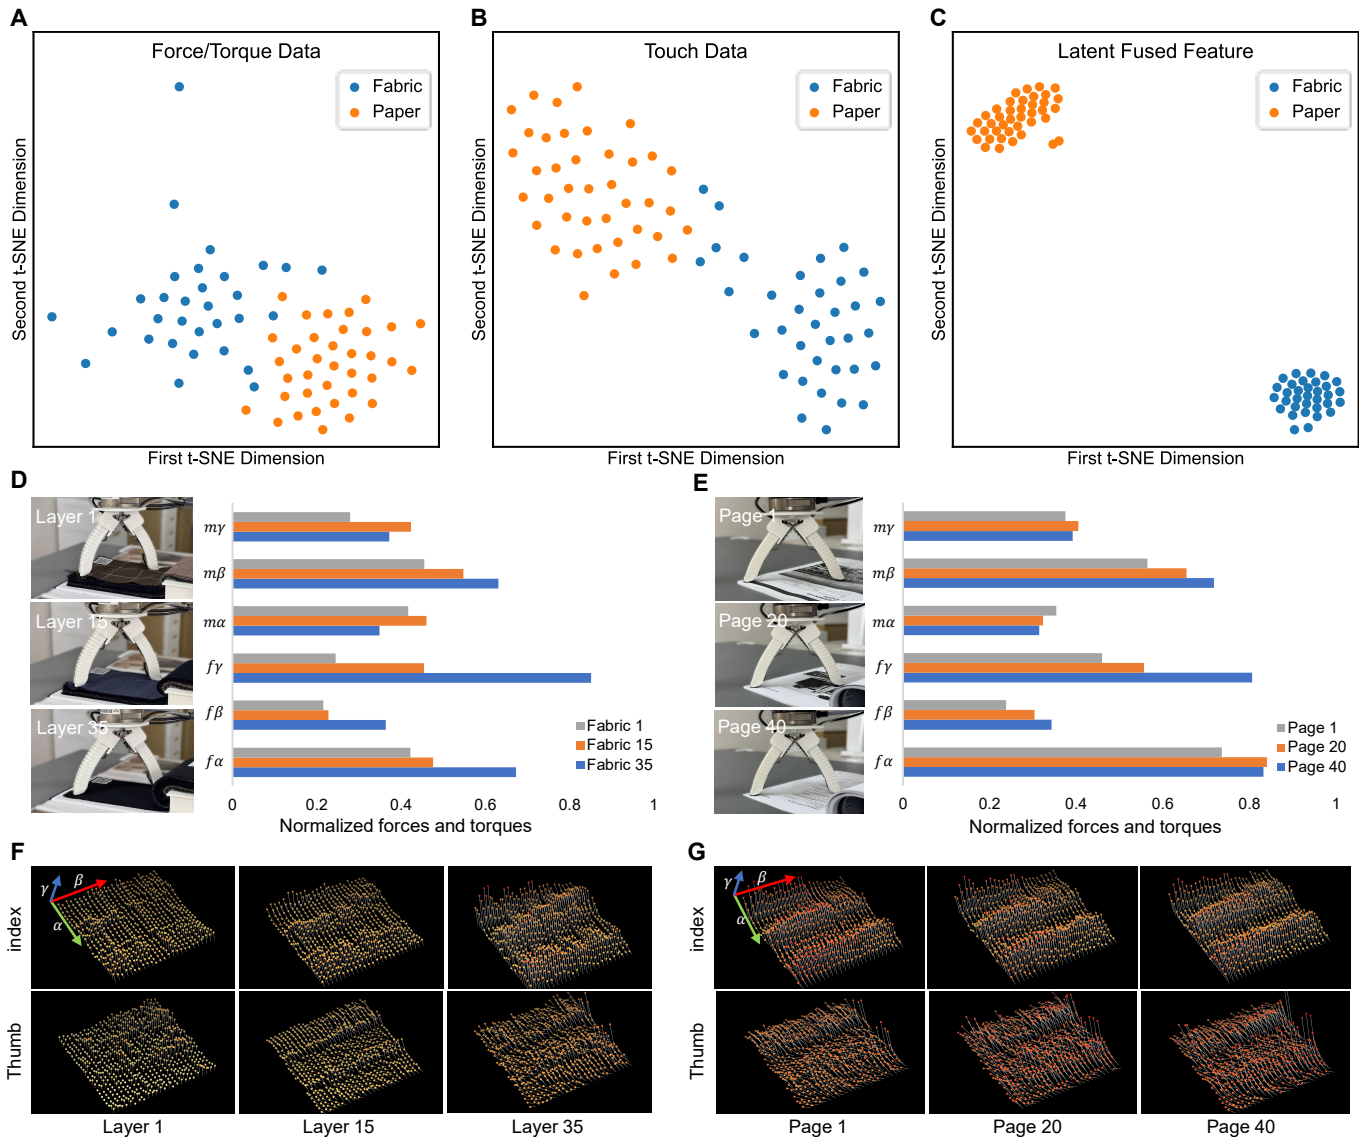 A
B
C
Force/Torque Data
Fabric
Paper
Second t-SNE Dimension
First t-SNE Dimension
Touch Data
Fabric
Paper
Second t-SNE Dimension
First t-SNE Dimension
Latent Fused Feature
Fabric
Paper
Second t-SNE Dimension
First t-SNE Dimension
D
Layer 1
Layer 15
Layer 35
mγ
mβ
mα
fγ
fβ
fα
Fabric 1
Fabric 15
Fabric 35
0 0.2 0.4 0.6 0.8 1
Normalized forces and torques
E
Page 1
Page 20
Page 40
mγ
mβ
mα
fγ
fβ
fα
Page 1
Page 20
Page 40
0 0.2 0.4 0.6 0.8 1
Normalized forces and torques
F
index
Thumb
γ
β
α
Layer 1 Layer 15 Layer 35
G
index
Thumb
γ
β
α
Page 1 Page 20 Page 40